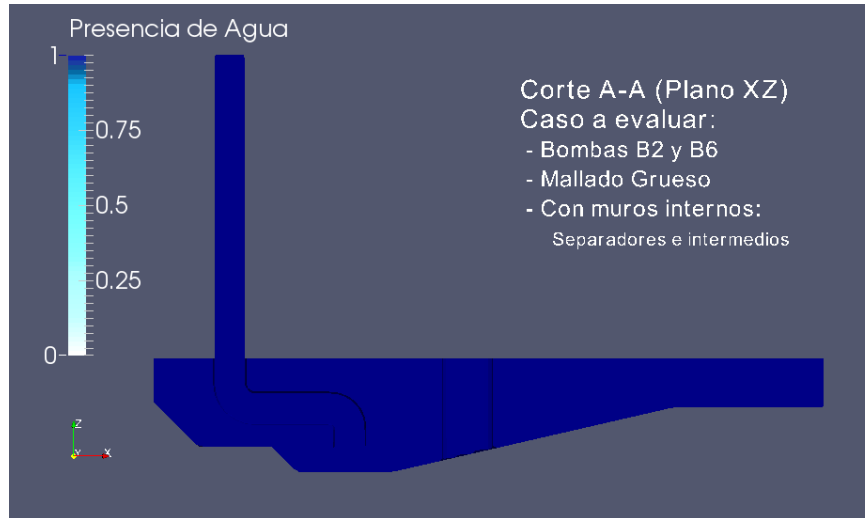 Presencia de Agua
1
0.75
0.5
0.25
0
Corte A-A (Plano XZ)
Caso a evaluar:
- Bombas B2 y B6
- Mallado Grueso
- Con muros internos:
Separadores e intermedios
Z
Y
X